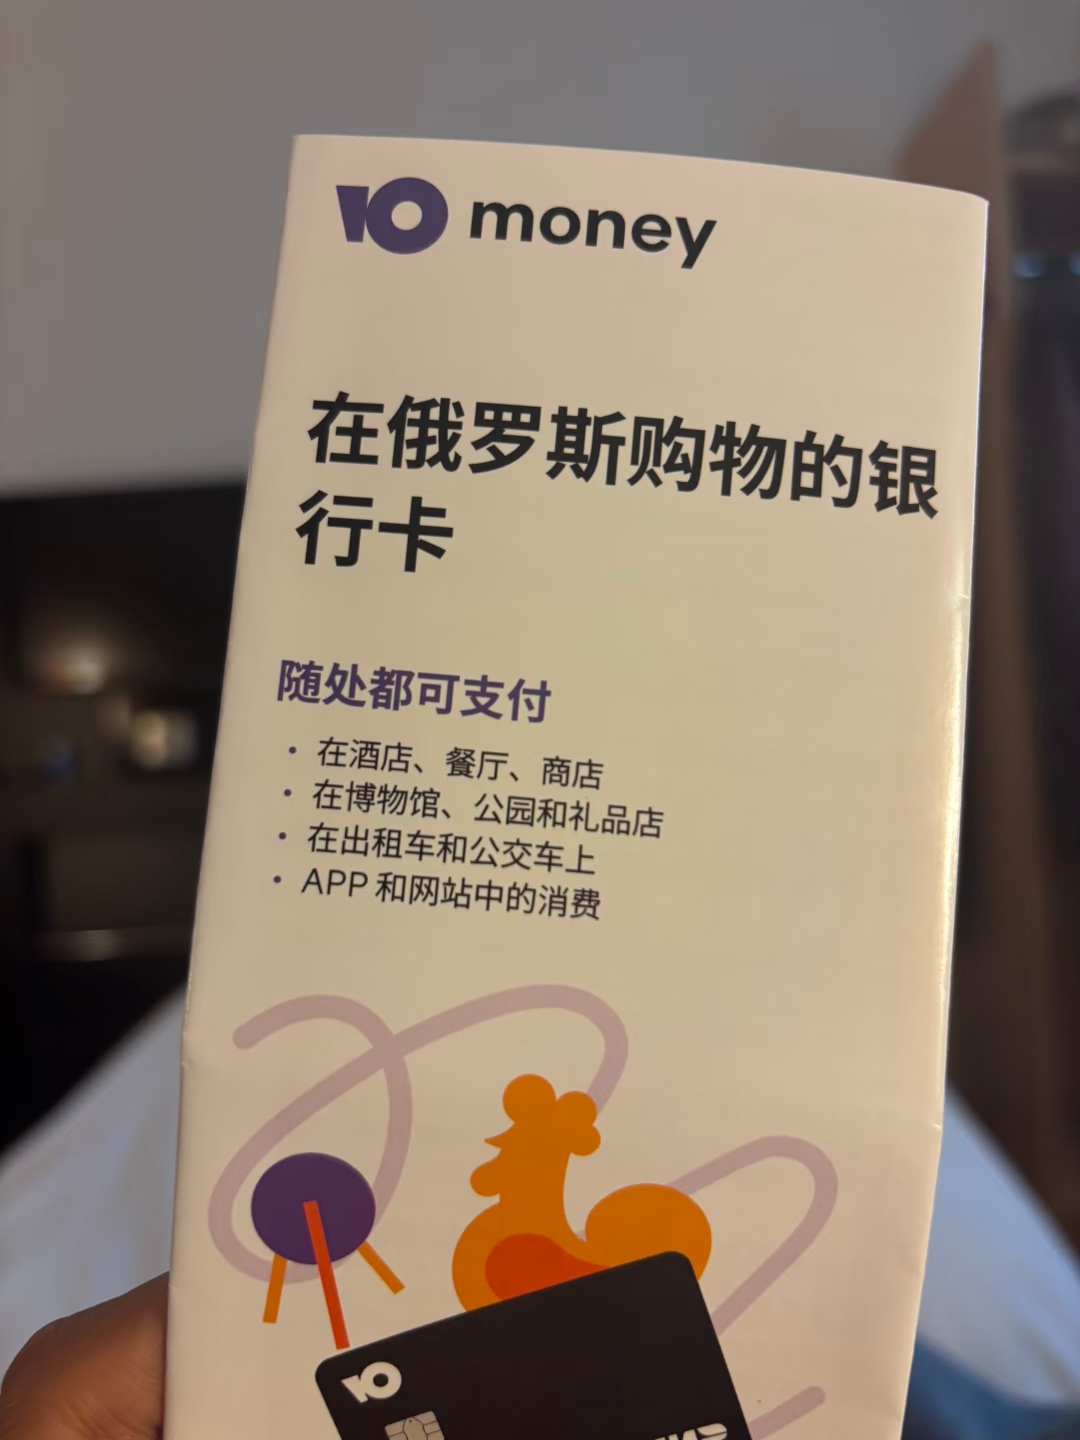 Ю money
在俄罗斯购物的银
行卡
随处都可支付
• 在酒店、餐厅、商店
• 在博物馆、公园和礼品店
• 在出租车和公交车上
• APP 和网站中的消费
Ю